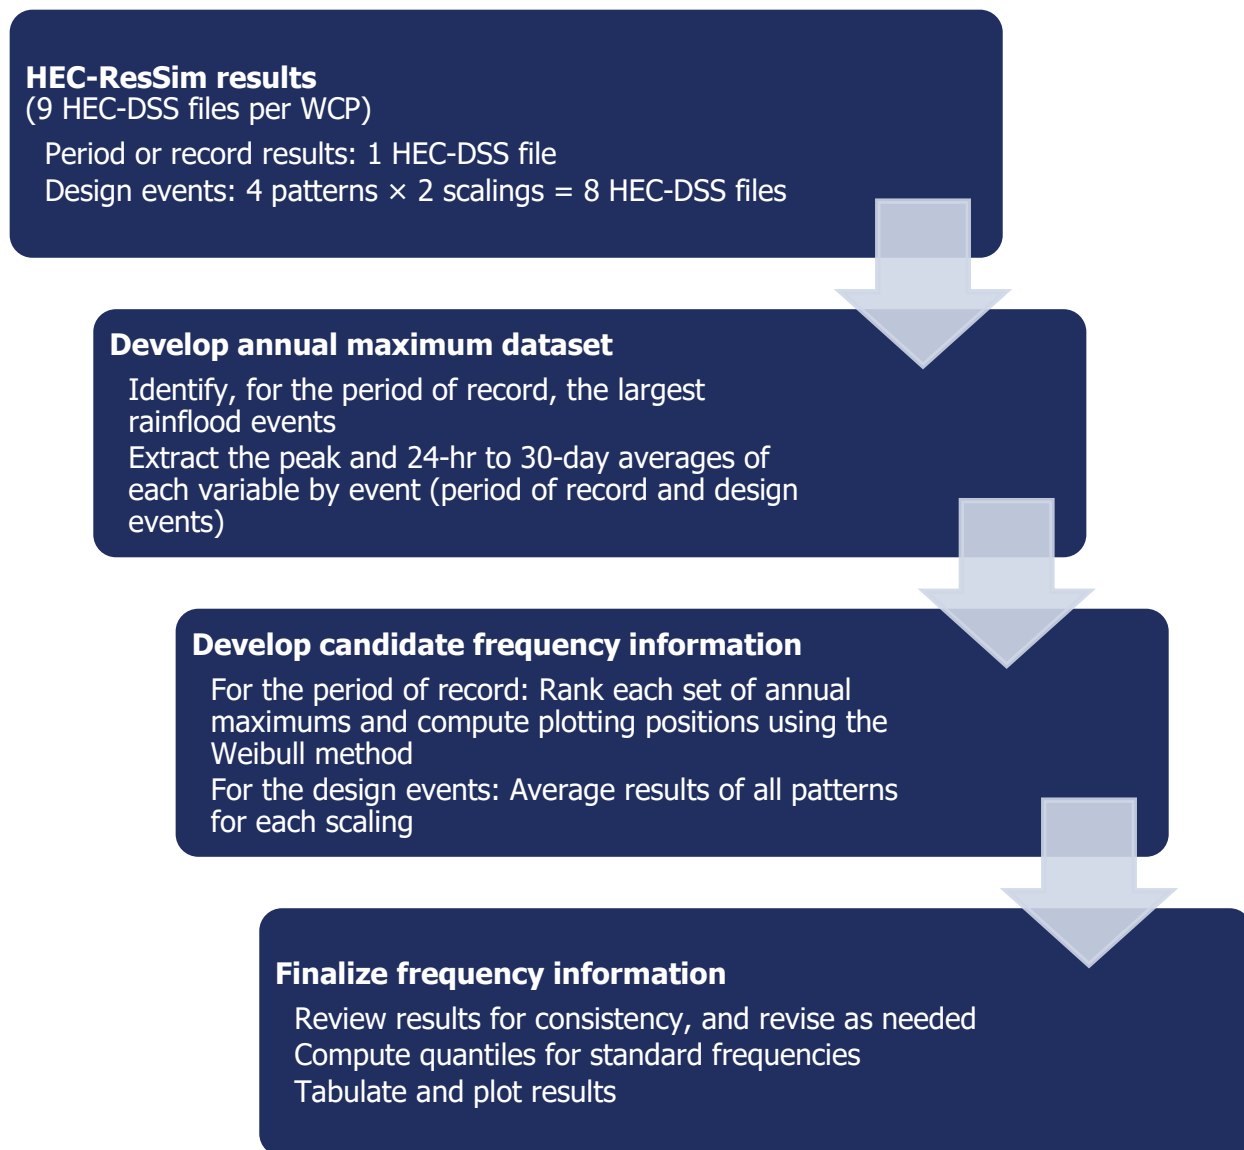 HEC-ResSim results
(9 HEC-DSS files per WCP)
Period or record results: 1 HEC-DSS file
Design events: 4 patterns × 2 scalings = 8 HEC-DSS files
Develop annual maximum dataset
Identify, for the period of record, the largest
rainflood events
Extract the peak and 24-hr to 30-day averages of
each variable by event (period of record and design
events)
Develop candidate frequency information
For the period of record: Rank each set of annual
maximums and compute plotting positions using the
Weibull method
For the design events: Average results of all patterns
for each scaling
Finalize frequency information
Review results for consistency, and revise as needed
Compute quantiles for standard frequencies
Tabulate and plot results